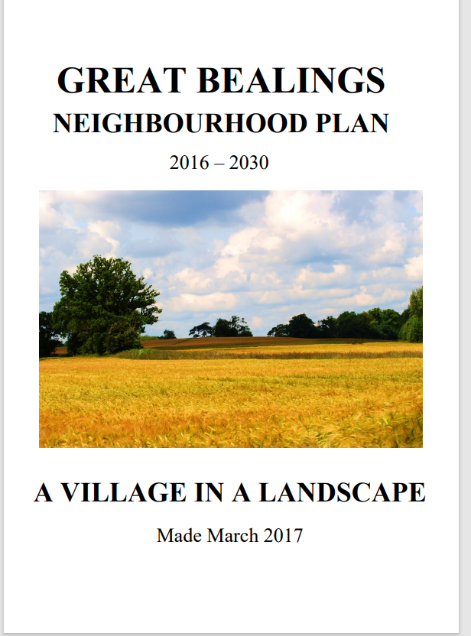 GREAT BEALINGS
NEIGHBOURHOOD PLAN
2016 – 2030
A VILLAGE IN A LANDSCAPE
Made March 2017